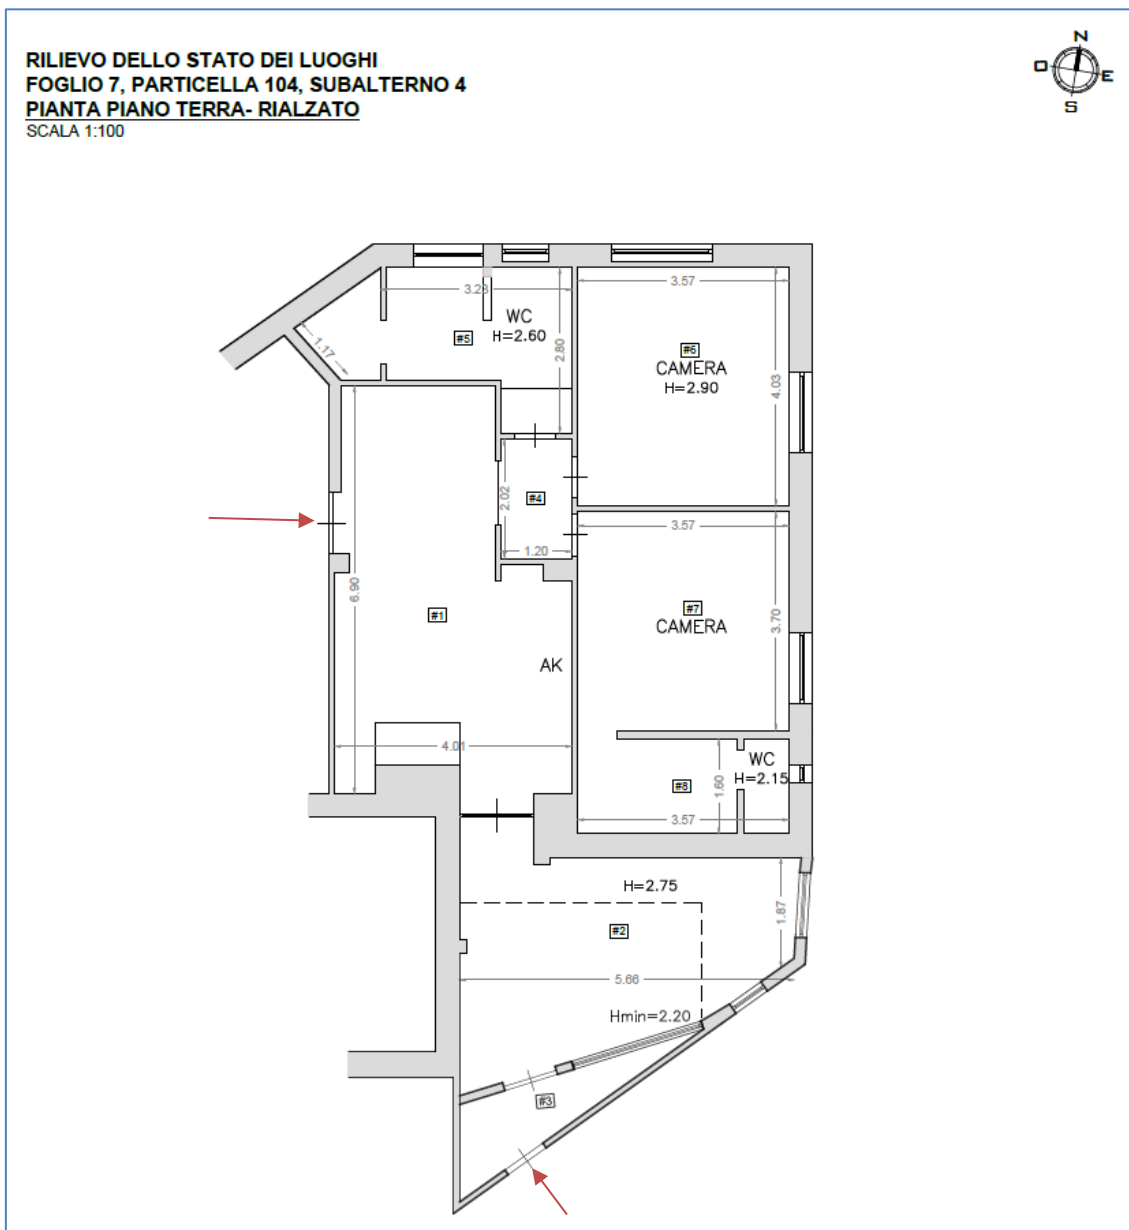 RILIEVO DELLO STATO DEI LUOGHI
FOGLIO 7, PARTICELLA 104, SUBALTERNO 4
PIANTA PIANO TERRA- RIALZATO
SCALA 1:100
N
O
E
S
3.23
WC
H=2.60
#5
1.17
2.80
3.57
#6
CAMERA
H=2.90
4.03
2.02
#4
1.20
3.57
6.90
#1
#7
CAMERA
3.70
AK
4.01
WC
H=2.15
#8
1.60
3.57
H=2.75
1.87
#2
5.66
Hmin=2.20
#3